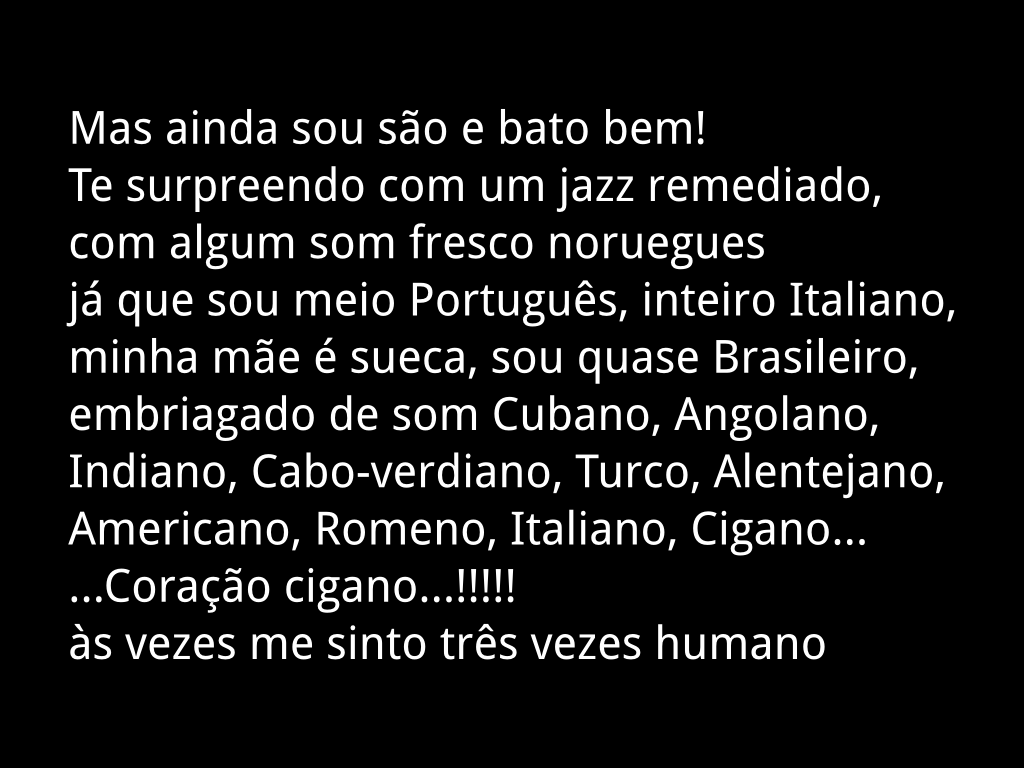 Mas ainda sou são e bato bem!
Te surpreendo com um jazz remediado,
com algum som fresco noruegues
já que sou meio Português, inteiro Italiano,
minha mãe é sueca, sou quase Brasileiro,
embriagado de som Cubano, Angolano,
Indiano, Cabo-verdiano, Turco, Alentejano,
Americano, Romeno, Italiano, Cigano...
...Coração cigano...!!!!!
às vezes me sinto três vezes humano